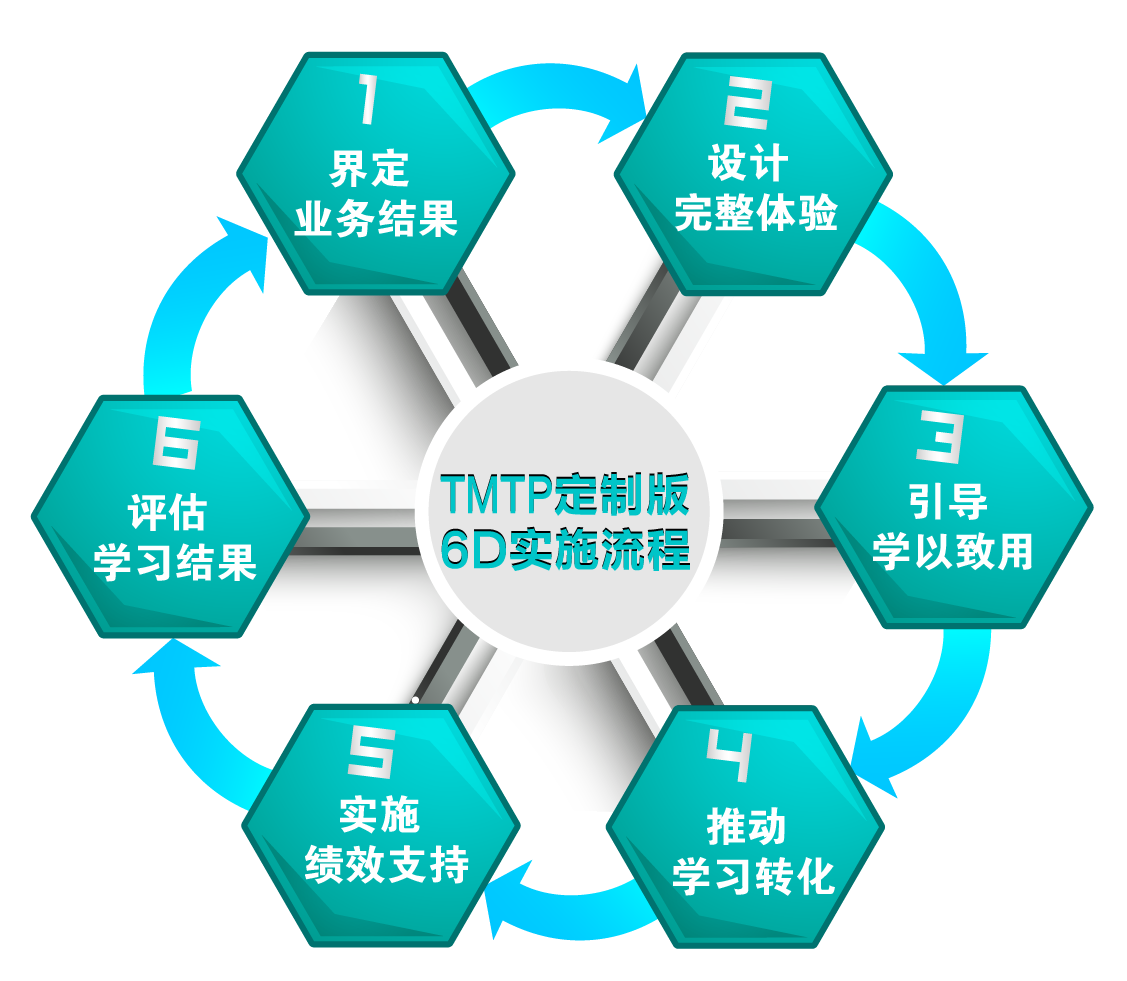 1
界定
业务结果
2
设计
完整体验
3
引导
学以致用
4
推动
学习转化
5
实施
绩效支持
6
评估
学习结果
TMTP定制版
6D实施流程